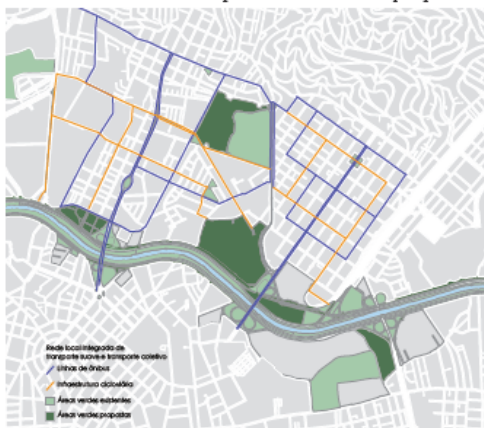 Rede local integrada de
transporte suave e transporte coletivo
Linhas de ônibus
Infraestrutura cicloviária
Áreas verdes existentes
Áreas verdes propostas